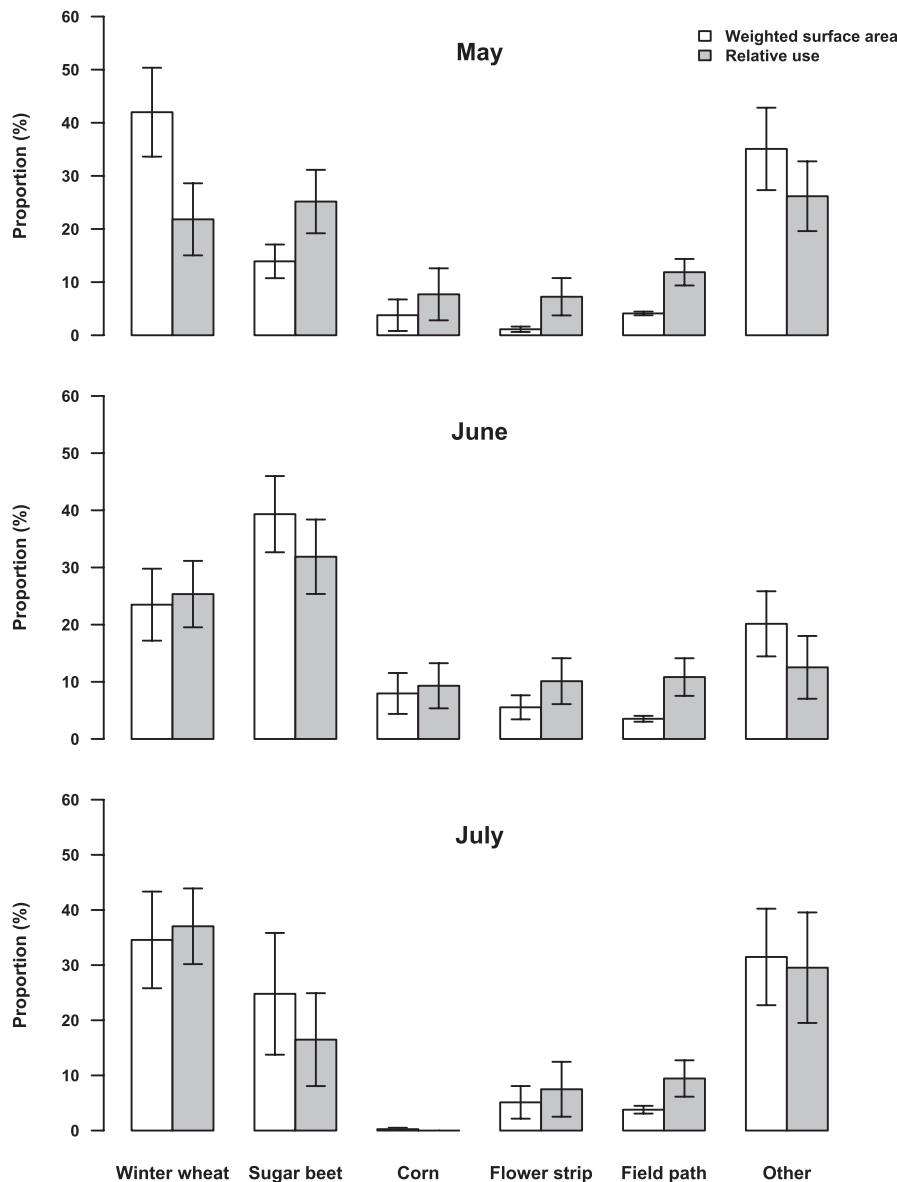 May
Weighted surface area
Relative use
Proportion (%)
60
50
40
30
20
10
0
June
Proportion (%)
60
50
40
30
20
10
0
July
Proportion (%)
60
50
40
30
20
10
0
Winter wheat Sugar beet Corn Flower strip Field path Other